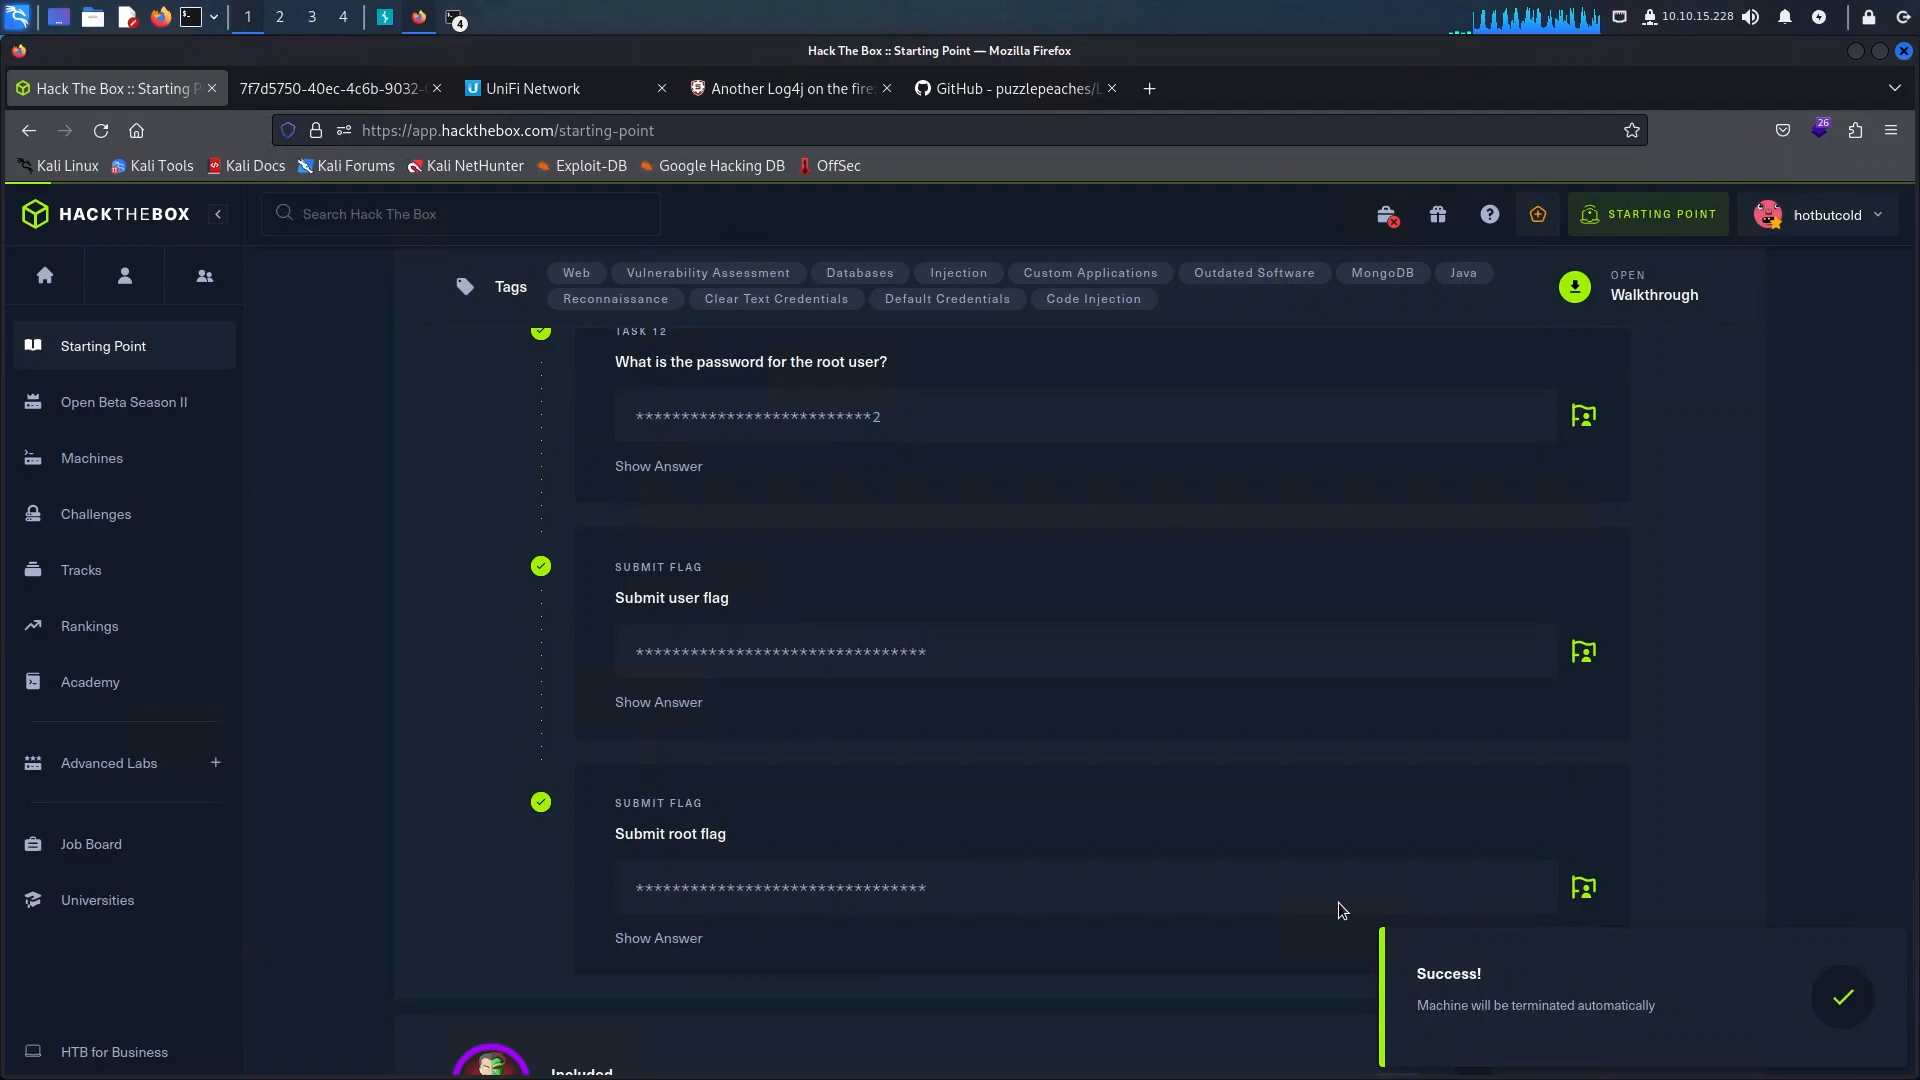 1 2 3 4 4 10.10.15.228
Hack The Box :: Starting Point — Mozilla Firefox
Hack The Box :: Starting P
7f7d5750-40ec-4c6b-9032-
UniFi Network
Another Log4j on the fire:
GitHub - puzzlepeaches/L
https://app.hackthebox.com/starting-point
26
Kali Linux Kali Tools Kali Docs Kali Forums Kali NetHunter Exploit-DB Google Hacking DB OffSec
HACKTHEBOX
Search Hack The Box
STARTING POINT
hotbutcold
Starting Point
Open Beta Season II
Machines
Challenges
Tracks
Rankings
Academy
Advanced Labs
Job Board
Universities
HTB for Business
Tags
Web Vulnerability Assessment Databases Injection Custom Applications Outdated Software MongoDB Java
Reconnaissance Clear Text Credentials Default Credentials Code Injection
OPEN
Walkthrough
TASK 12
What is the password for the root user?
**************************2
Show Answer
SUBMIT FLAG
Submit user flag
********************************
Show Answer
SUBMIT FLAG
Submit root flag
********************************
Show Answer
Included
Success!
Machine will be terminated automatically